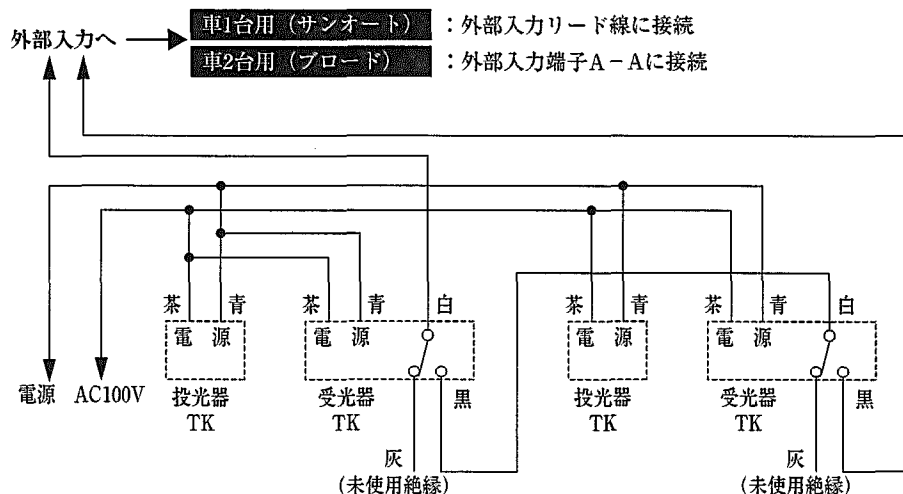 外部入力へ
車1台用（サンオート）
：外部入力リード線に接続
車2台用（ブロード）
：外部入力端子A－Aに接続
茶 青 茶 青 白 茶 青 茶 青 白
電 源 電 源 電 源 電 源
電源 AC100V
投光器
TK
受光器
TK
黒
投光器
TK
受光器
TK
黒
灰
(未使用絶縁)
灰
(未使用絶縁)